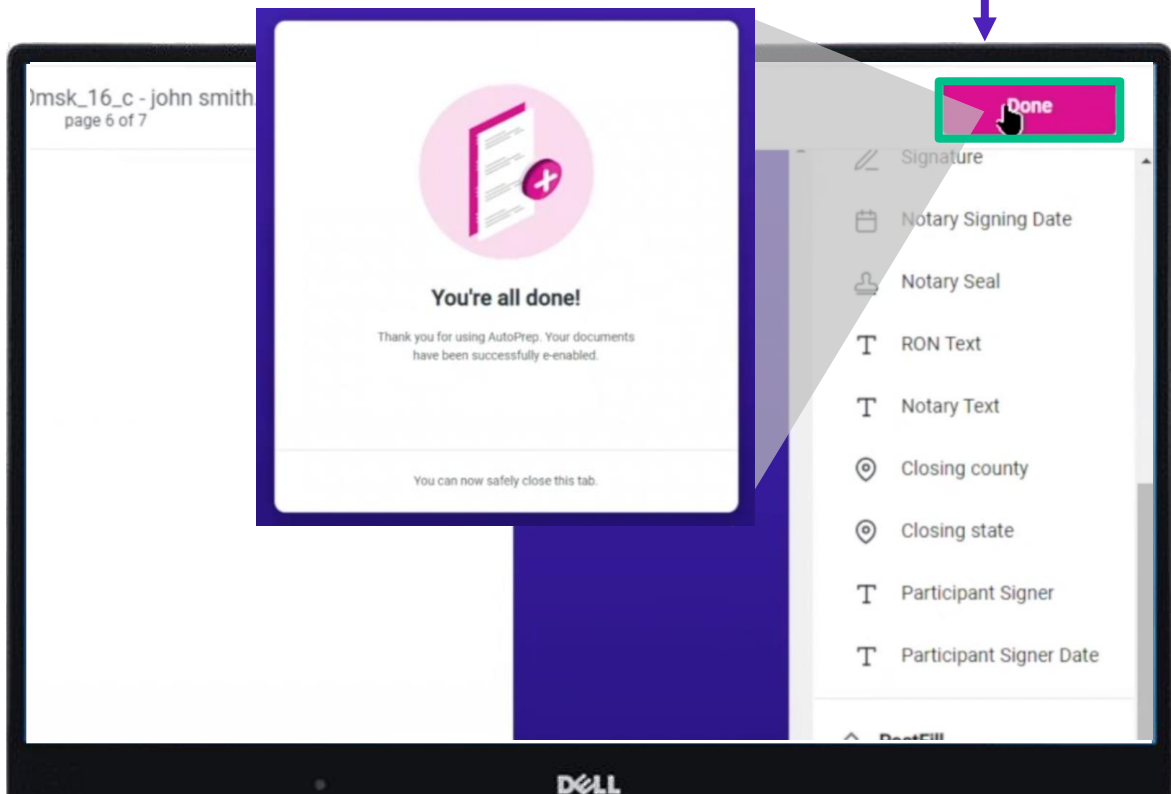 0msk_16_c - john smith.
page 6 of 7
Done
You're all done!
Thank you for using AutoPrep. Your documents
have been successfully e-enabled.
You can now safely close this tab.
Signature
Notary Signing Date
Notary Seal
RON Text
Notary Text
Closing county
Closing state
Participant Signer
Participant Signer Date
DELL